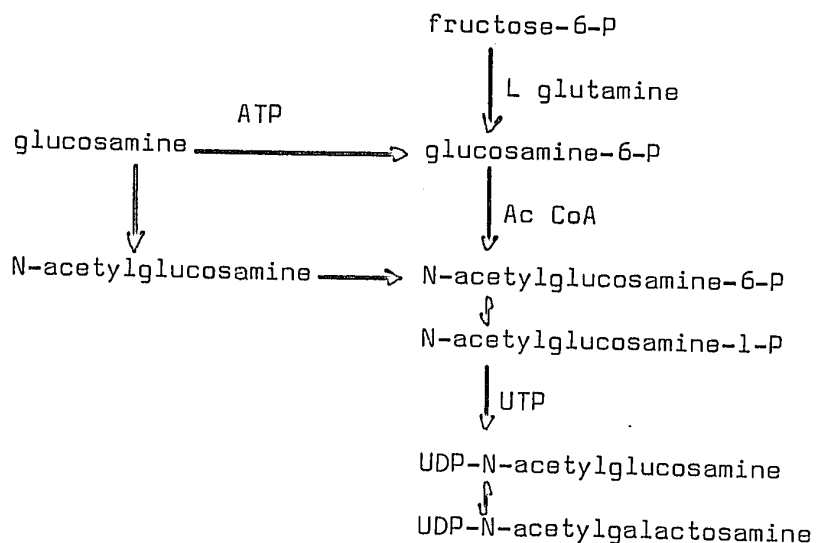 fructose-6-P
L glutamine
ATP
glucosamine
glucosamine-6-P
Ac CoA
N-acetylglucosamine
N-acetylglucosamine-6-P
N-acetylglucosamine-1-P
UTP
UDP-N-acetylglucosamine
UDP-N-acetylgalactosamine